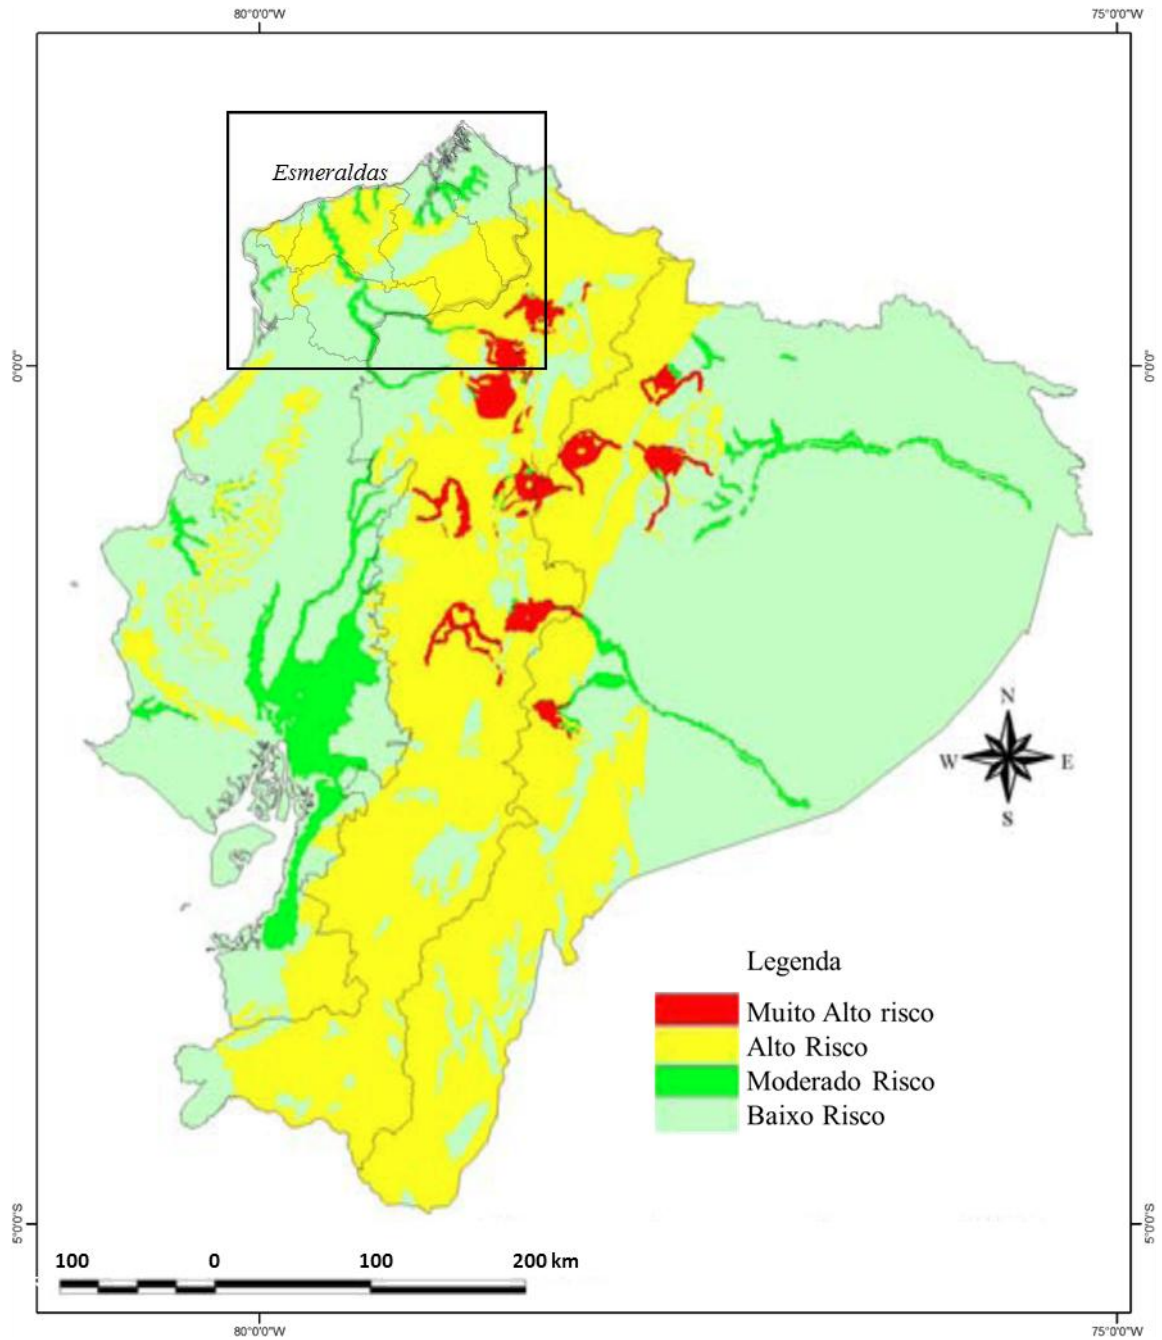 80°0'0"W 75°0'0"W
Esmeraldas
0°0'0" 0°0'0"
N
W E
S
Legenda
Muito Alto risco
Alto Risco
Moderado Risco
Baixo Risco
5°0'0"S 5°0'0"S
100 0 100 200 km
80°0'0"W 75°0'0"W